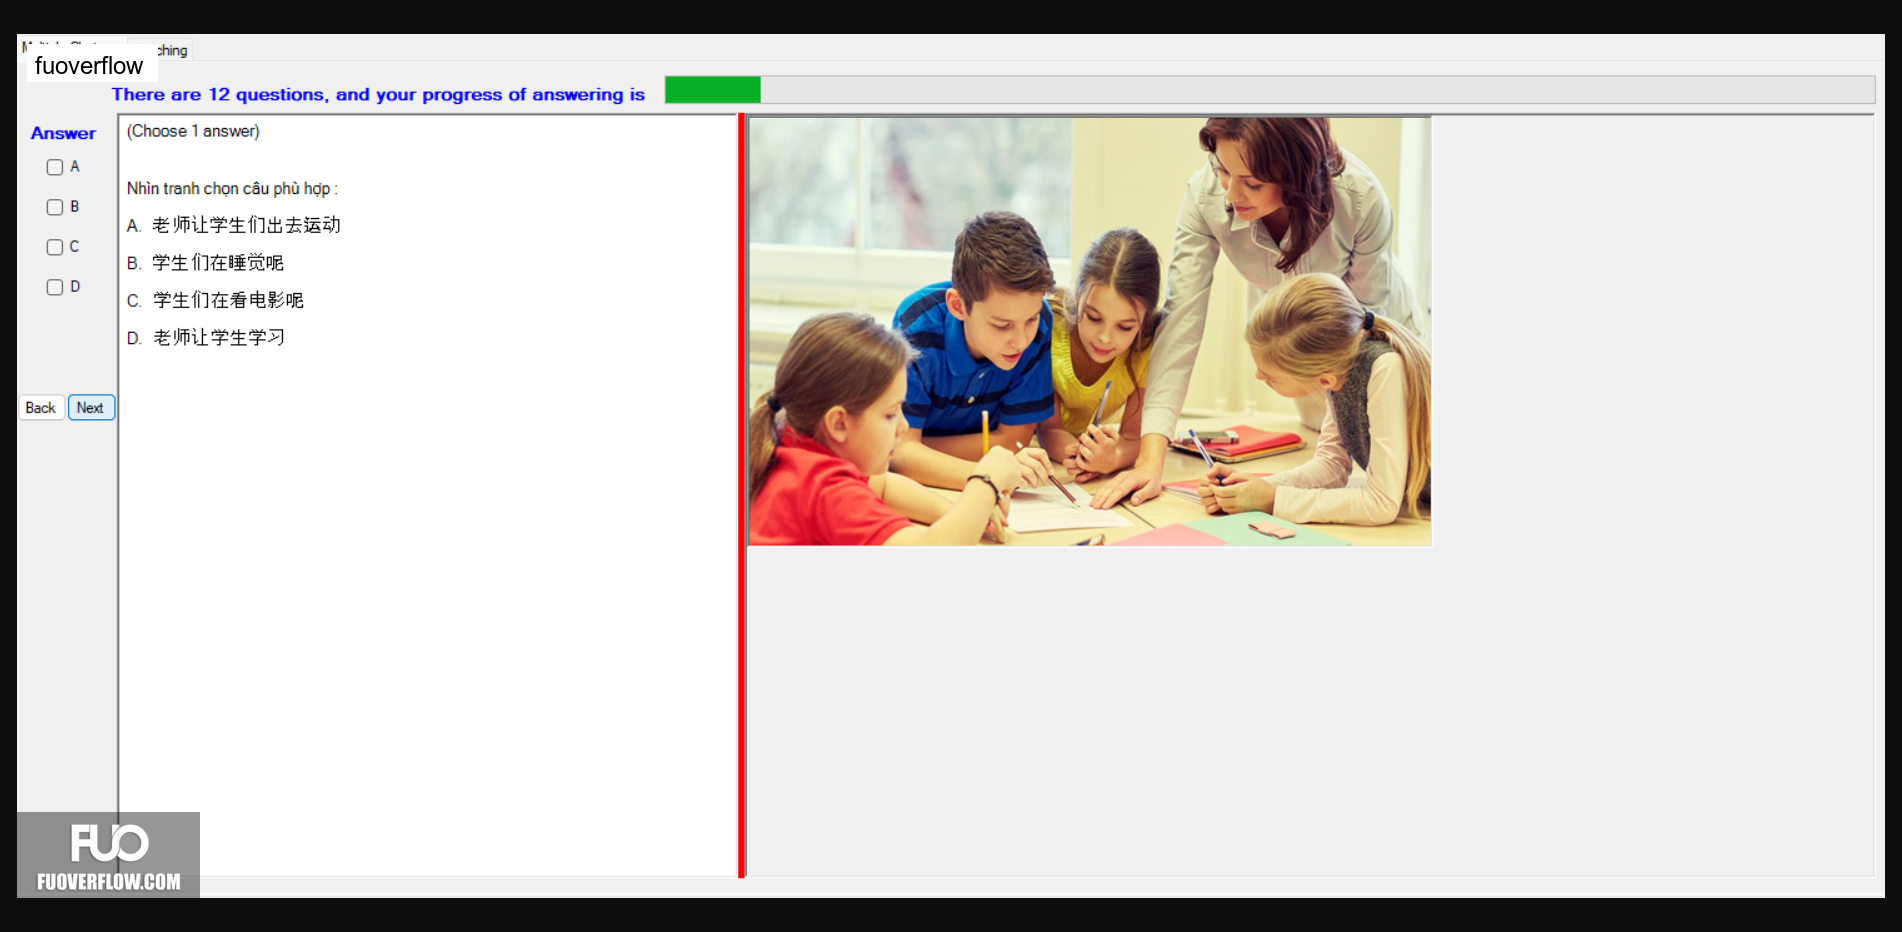 ching
fuoverflow
There are 12 questions, and your progress of answering is
Answer
A
B
C
D
Back
Next
(Choose 1 answer)
Nhìn tranh chọn câu phù hợp :
A. 老师让学生们出去运动
B. 学生们在睡觉呢
C. 学生们在看电影呢
D. 老师让学生学习
FUO
FUOVERFLOW.COM